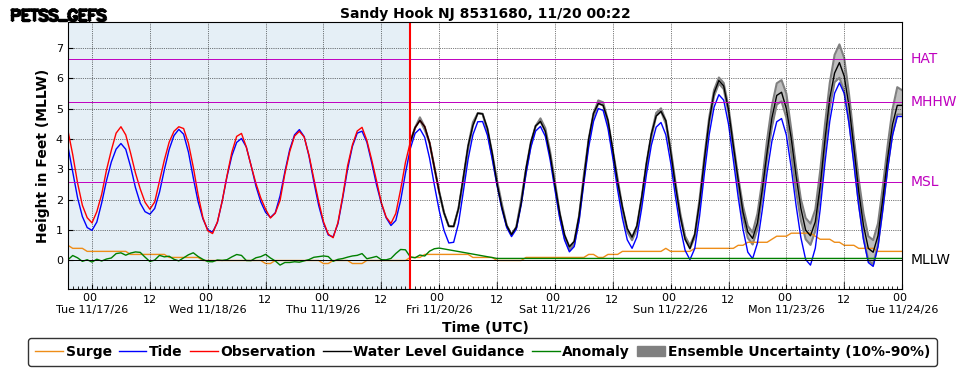 PETSS_GEFS
Sandy Hook NJ 8531680, 11/20 00:22
Height in Feet (MLLW)
7
6
5
4
3
2
1
0
HAT
MHHW
MSL
MLLW
00 12 00 12 00 12 00 12 00 12 00 12 00 12 00
Tue 11/17/26 Wed 11/18/26 Thu 11/19/26 Fri 11/20/26 Sat 11/21/26 Sun 11/22/26 Mon 11/23/26 Tue 11/24/26
Time (UTC)
Surge Tide Observation Water Level Guidance Anomaly Ensemble Uncertainty (10%-90%)